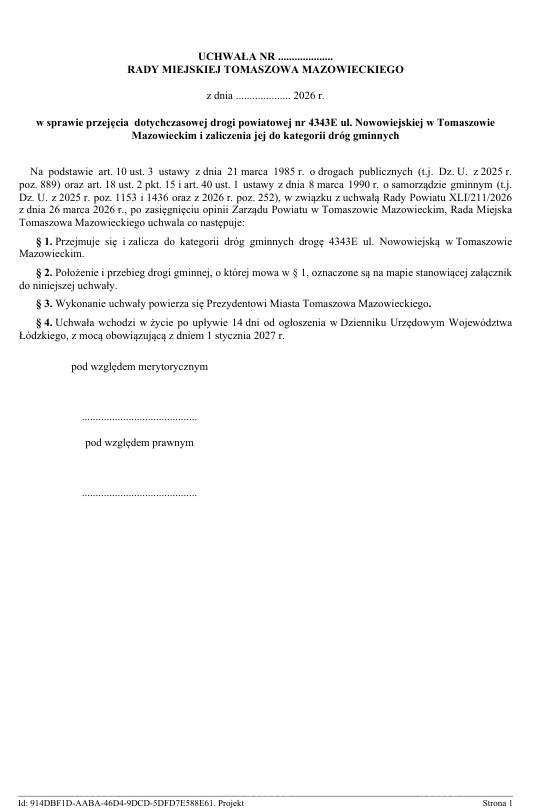 UCHWAŁA NR ....................
RADY MIEJSKIEJ TOMASZOWA MAZOWIECKIEGO
z dnia .................... 2026 r.
w sprawie przejęcia dotychczasowej drogi powiatowej nr 4343E ul. Nowowiejskiej w Tomaszowie
Mazowieckim i zaliczenia jej do kategorii dróg gminnych
Na podstawie art. 10 ust. 3 ustawy z dnia 21 marca 1985 r. o drogach publicznych (t.j. Dz. U. z 2025 r.
poz. 889) oraz art. 18 ust. 2 pkt. 15 i art. 40 ust. 1 ustawy z dnia 8 marca 1990 r. o samorządzie gminnym (t.j.
Dz. U. z 2025 r. poz. 1153 i 1436 oraz z 2026 r. poz. 252), w związku z uchwałą Rady Powiatu XLI/211/2026
z dnia 26 marca 2026 r., po zasięgnięciu opinii Zarządu Powiatu w Tomaszowie Mazowieckim, Rada Miejska
Tomaszowa Mazowieckiego uchwala co następuje:
§ 1. Przejmuje się i zalicza do kategorii dróg gminnych drogę 4343E ul. Nowowiejską w Tomaszowie
Mazowieckim.
§ 2. Położenie i przebieg drogi gminnej, o której mowa w § 1, oznaczone są na mapie stanowiącej załącznik
do niniejszej uchwały.
§ 3. Wykonanie uchwały powierza się Prezydentowi Miasta Tomaszowa Mazowieckiego.
§ 4. Uchwała wchodzi w życie po upływie 14 dni od ogłoszenia w Dzienniku Urzędowym Województwa
Łódzkiego, z mocą obowiązującą z dniem 1 stycznia 2027 r.
pod względem merytorycznym
..........................................
pod względem prawnym
..........................................
Id: 914DBF1D-AABA-46D4-9DCD-5DFD7E588E61. Projekt
Strona 1